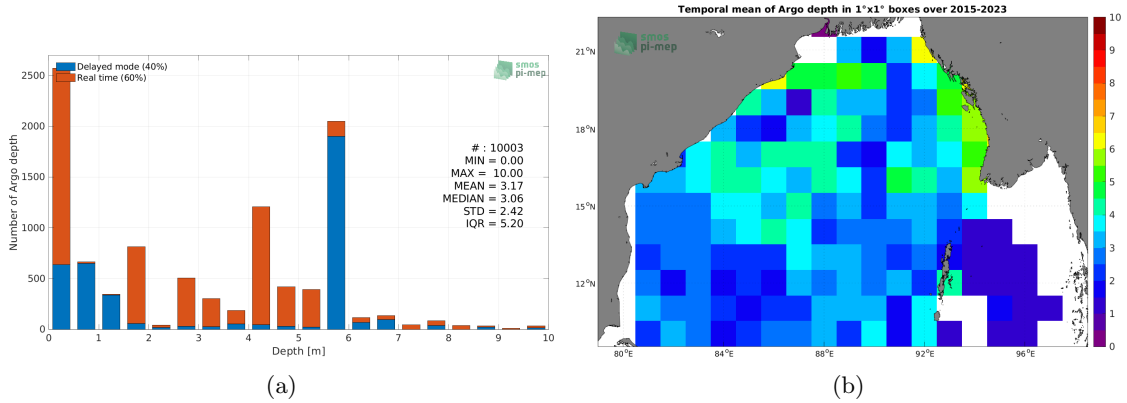 Delayed mode (40%)
Real time (60%)
smos
pi-mep
Number of Argo depth
2500
2000
1500
1000
500
0
# : 10003
MIN = 0.00
MAX = 10.00
MEAN = 3.17
MEDIAN = 3.06
STD = 2.42
IQR = 5.20
0 1 2 3 4 5 6 7 8 9 10
Depth [m]
(a)
Temporal mean of Argo depth in 1°x1° boxes over 2015-2023
smos
pi-mep
21°N
18°N
15°N
12°N
80°E 84°E 88°E 92°E 96°E
10
9
8
7
6
5
4
3
2
1
0
(b)